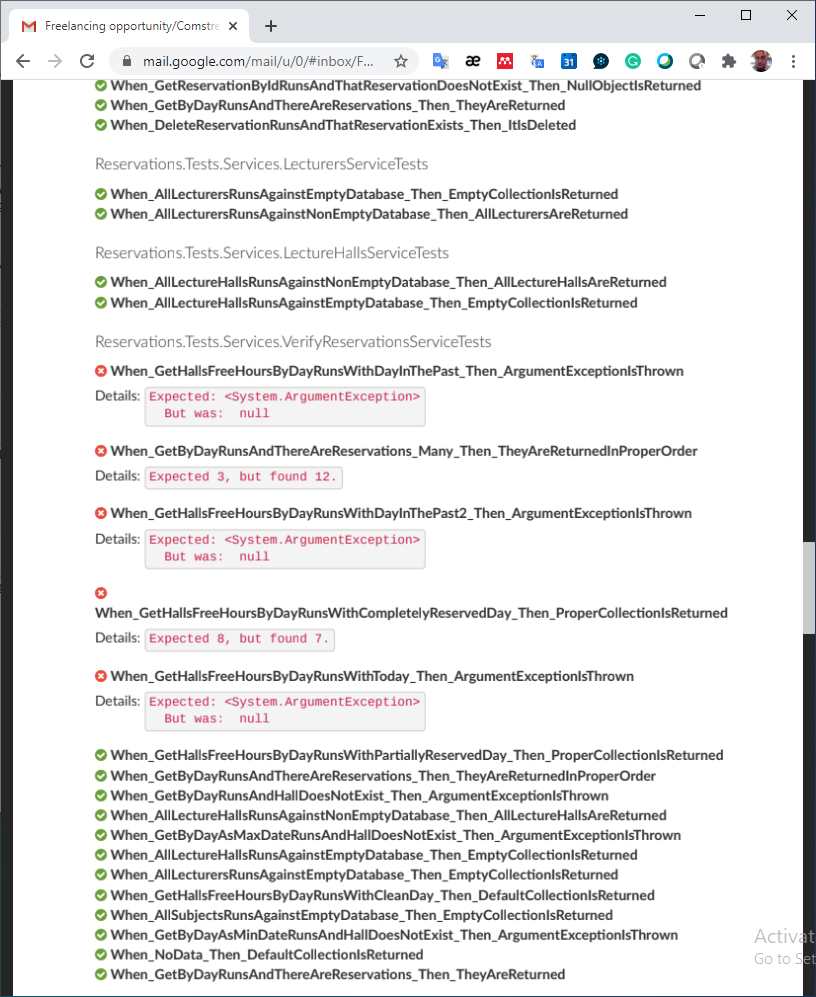 Freelancing opportunity/Comstre
mail.google.com/mail/u/0/#inbox/F...
When_GetReservationByIdRunsAndThatReservationDoesNotExist_Then_NullObjectIsReturned
When_GetByDayRunsAndThereAreReservations_Then_TheyAreReturned
When_DeleteReservationRunsAndThatReservationExists_Then_ItIsDeleted
Reservations.Tests.Services.LecturersServiceTests
When_AllLecturersRunsAgainstEmptyDatabase_Then_EmptyCollectionIsReturned
When_AllLecturersRunsAgainstNonEmptyDatabase_Then_AllLecturersAreReturned
Reservations.Tests.Services.LectureHallsServiceTests
When_AllLectureHallsRunsAgainstNonEmptyDatabase_Then_AllLectureHallsAreReturned
When_AllLectureHallsRunsAgainstEmptyDatabase_Then_EmptyCollectionIsReturned
Reservations.Tests.Services.VerifyReservationsServiceTests
When_GetHallsFreeHoursByDayRunsWithDayInThePast_Then_ArgumentExceptionIsThrown
Details: Expected: <System.ArgumentException>
But was: null
When_GetByDayRunsAndThereAreReservations_Many_Then_TheyAreReturnedInProperOrder
Details: Expected 3, but found 12.
When_GetHallsFreeHoursByDayRunsWithDayInThePast2_Then_ArgumentExceptionIsThrown
Details: Expected: <System.ArgumentException>
But was: null
When_GetHallsFreeHoursByDayRunsWithCompletelyReservedDay_Then_ProperCollectionIsReturned
Details: Expected 8, but found 7.
When_GetHallsFreeHoursByDayRunsWithToday_Then_ArgumentExceptionIsThrown
Details: Expected: <System.ArgumentException>
But was: null
When_GetHallsFreeHoursByDayRunsWithPartiallyReservedDay_Then_ProperCollectionIsReturned
When_GetByDayRunsAndThereAreReservations_Then_TheyAreReturnedInProperOrder
When_GetByDayRunsAndHallDoesNotExist_Then_ArgumentExceptionIsThrown
When_AllLectureHallsRunsAgainstNonEmptyDatabase_Then_AllLectureHallsAreReturned
When_GetByDayAsMaxDateRunsAndHallDoesNotExist_Then_ArgumentExceptionIsThrown
When_AllLectureHallsRunsAgainstEmptyDatabase_Then_EmptyCollectionIsReturned
When_AllLecturersRunsAgainstEmptyDatabase_Then_EmptyCollectionIsReturned
When_GetHallsFreeHoursByDayRunsWithCleanDay_Then_DefaultCollectionIsReturned
When_AllSubjectsRunsAgainstEmptyDatabase_Then_EmptyCollectionIsReturned
When_GetByDayAsMinDateRunsAndHallDoesNotExist_Then_ArgumentExceptionIsThrown
Activat
When_NoData_Then_DefaultCollectionIsReturned
Go to Set
When_GetByDayRunsAndThereAreReservations_Then_TheyAreReturned